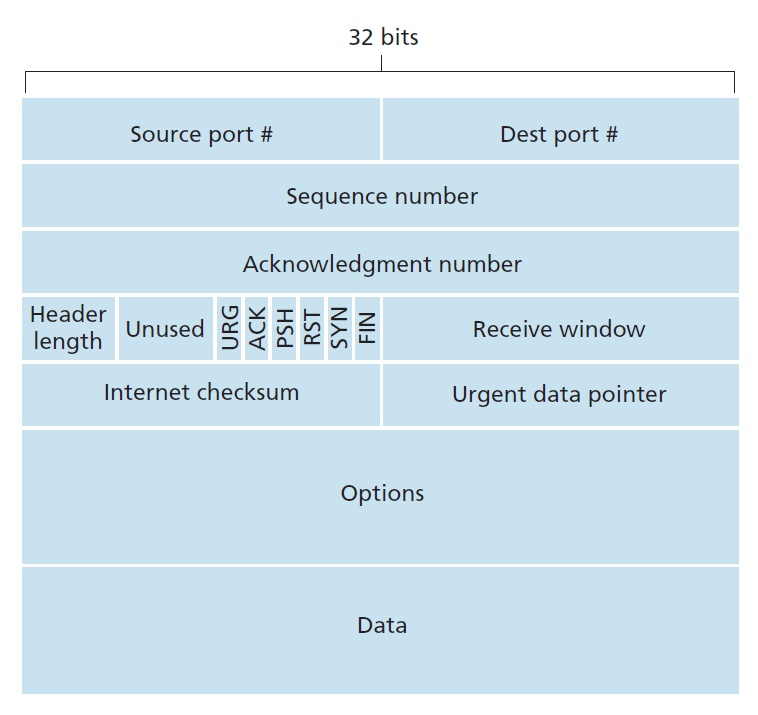 32 bits
Source port #
Dest port #
Sequence number
Acknowledgment number
Header
length
Unused
URG
ACK
PSH
RST
SYN
FIN
Receive window
Internet checksum
Urgent data pointer
Options
Data